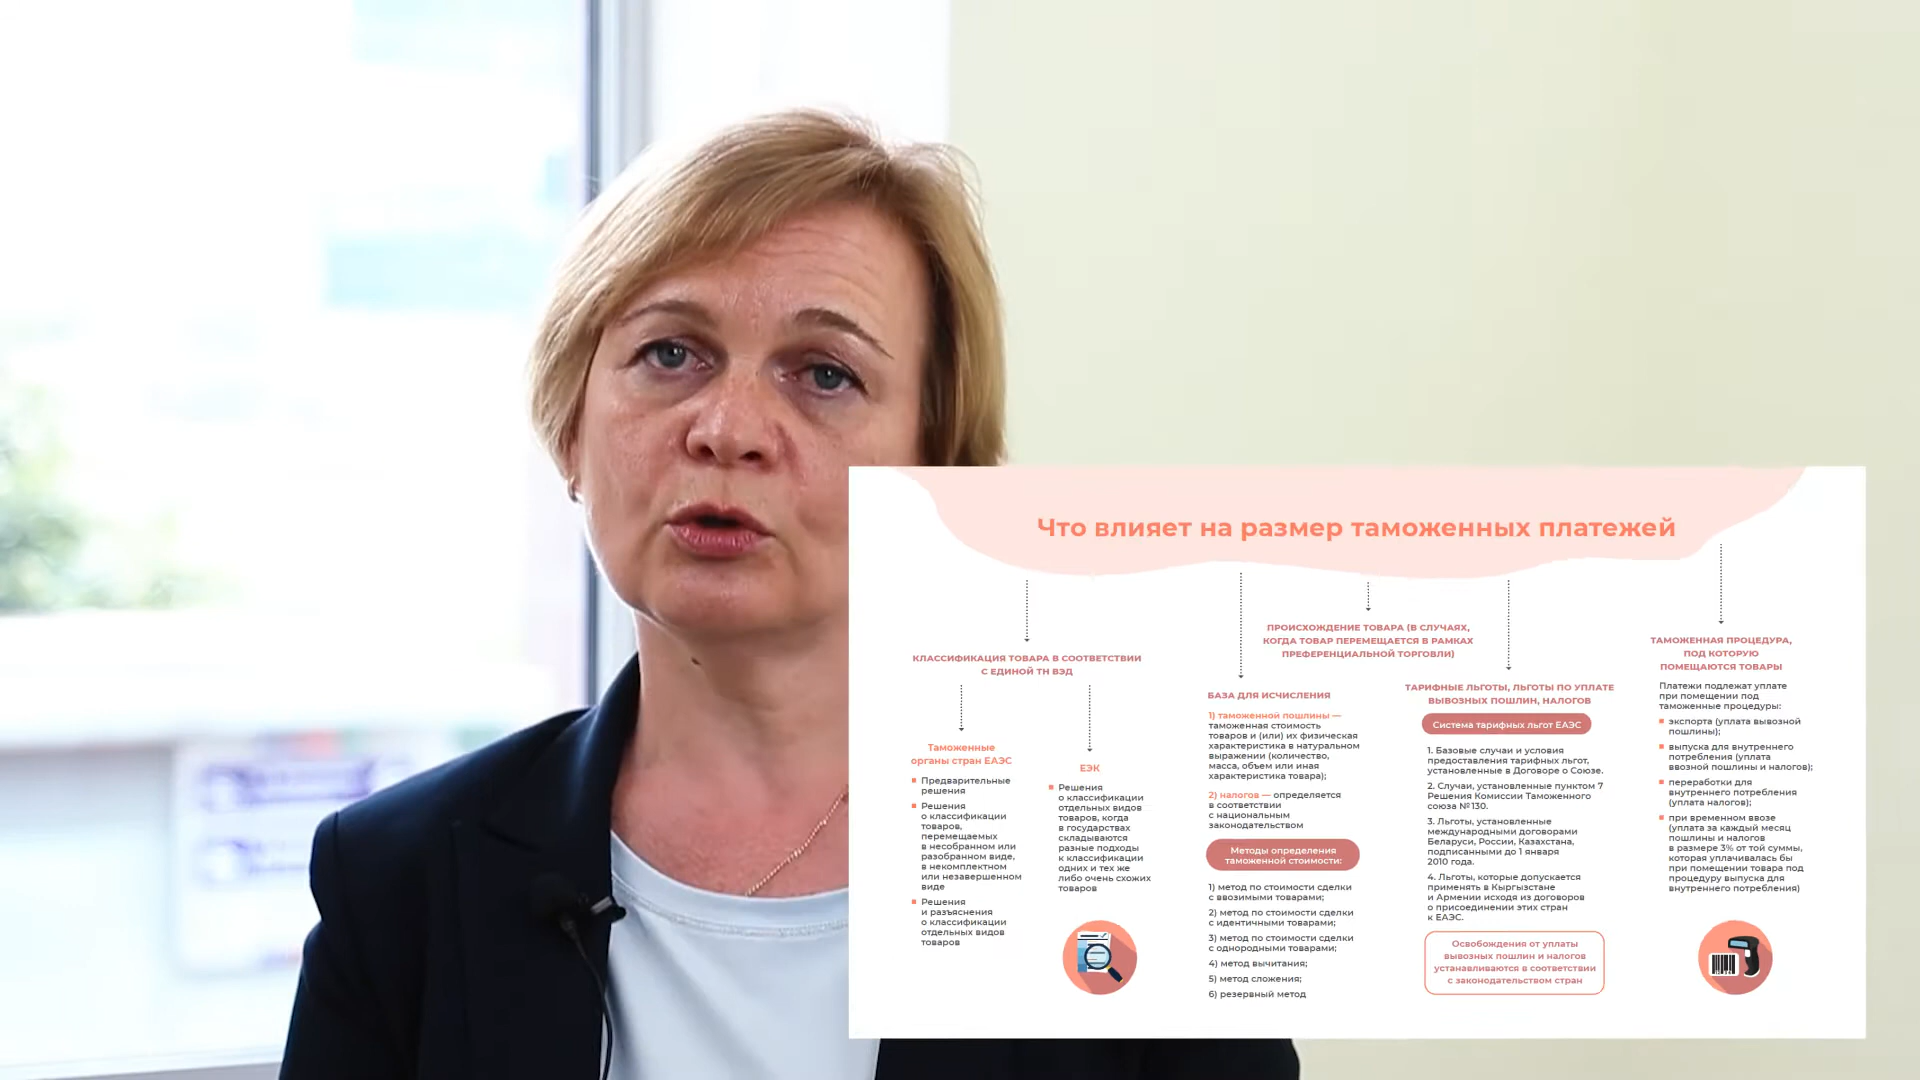 Что влияет на размер таможенных платежей
КЛАССИФИКАЦИЯ ТОВАРА В СООТВЕТСТВИИ
С ЕДИНОЙ ТН ВЭД
Таможенные
органы стран ЕАЭС
Предварительные
решения
Решения
о классификации
товаров,
перемещаемых
в несобранном или
разобранном виде,
в некомплектном
или незавершенном
виде
Решения
и разъяснения
о классификации
отдельных видов
товаров
ЕЭК
Решения
о классификации
отдельных видов
товаров, когда
в государствах
складываются
разные подходы
к классификации
одних и тех же
либо очень схожих
товаров
БАЗА ДЛЯ ИСЧИСЛЕНИЯ
1) таможенной пошлины —
таможенная стоимость
товаров и (или) их физическая
характеристика в натуральном
выражении (количество,
масса, объем или иная
характеристика товара);
2) налогов — определяется
в соответствии
с национальным
законодательством
Методы определения
таможенной стоимости:
1) метод по стоимости сделки
с ввозимыми товарами;
2) метод по стоимости сделки
с идентичными товарами;
3) метод по стоимости сделки
с однородными товарами;
4) метод вычитания;
5) метод сложения;
6) резервный метод
ПРОИСХОЖДЕНИЕ ТОВАРА (В СЛУЧАЯХ,
КОГДА ТОВАР ПЕРЕМЕЩАЕТСЯ В РАМКАХ
ПРЕФЕРЕНЦИАЛЬНОЙ ТОРГОВЛИ)
ТАРИФНЫЕ ЛЬГОТЫ, ЛЬГОТЫ ПО УПЛАТЕ
ВЫВОЗНЫХ ПОШЛИН, НАЛОГОВ
Система тарифных льгот ЕАЭС
1. Базовые случаи и условия
предоставления тарифных льгот,
установленные в Договоре о Союзе.
2. Случаи, установленные пунктом 7
Решения Комиссии Таможенного
союза №130.
3. Льготы, установленные
международными договорами
Беларуси, России, Казахстана,
подписанными до 1 января
2010 года.
4. Льготы, которые допускается
применять в Кыргызстане
и Армении исходя из договоров
о присоединении этих стран
к ЕАЭС.
Освобождения от уплаты
вывозных пошлин и налогов
устанавливаются в соответствии
с законодательством стран
ТАМОЖЕННАЯ ПРОЦЕДУРА,
ПОД КОТОРУЮ
ПОМЕЩАЮТСЯ ТОВАРЫ
Платежи подлежат уплате
при помещении под
таможенные процедуры:
экспорта (уплата вывозной
пошлины);
выпуска для внутреннего
потребления (уплата
ввозной пошлины и налогов);
переработки для
внутреннего потребления
(уплата налогов);
при временном ввозе
(уплата за каждый месяц
пошлины и налогов
в размере 3% от той суммы,
которая уплачивалась бы
при помещении товара под
процедуру выпуска для
внутреннего потребления)